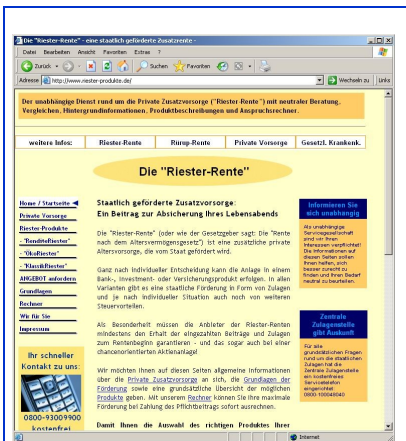 Die "Riester-Rente" - eine staatlich geförderte Zusatzrente -
Datei Bearbeiten Ansicht Favoriten Extras ?
Zurück Suchen Favoriten
Adresse http://www.riester-produkte.de/ Wechseln zu Links
Der unabhängige Dienst rund um die Private Zusatzvorsorge ("Riester-Rente") mit neutraler Beratung,
Vergleichen, Hintergrundinformationen, Produktbeschreibungen und Anspruchsrechner.
weitere Infos: Riester-Rente Rürup-Rente Private Vorsorge Gesetzl. Krankenk.
Die "Riester-Rente"
Home / Startseite
Private Vorsorge
Riester-Produkte
- "RenditeRiester"
- "ÖkoRiester"
- "KlassikRiester"
ANGEBOT anfordern
Grundlagen
Rechner
Wir für Sie
Impressum
Ihr schneller
Kontakt zu uns:
0800-93009900
kostenfrei
Staatlich geförderte Zusatzvorsorge:
Ein Beitrag zur Absicherung Ihres Lebensabends
Die "Riester-Rente" (oder wie der Gesetzgeber sagt: Die "Rente
nach dem Altersvermögensgesetz") ist eine zusätzliche private
Altersvorsorge, die vom Staat gefördert wird.
Ganz nach individueller Entscheidung kann die Anlage in einem
Bank-, Investment- oder Versicherungsprodukt erfolgen. In allen
Varianten gibt es eine staatliche Förderung in Form von Zulagen
und je nach individueller Situation auch noch von weiteren
Steuervorteilen.
Als Besonderheit müssen die Anbieter der Riester-Renten
mindestens den Erhalt der eingezahlten Beiträge und Zulagen
zum Rentenbeginn garantieren - und das sogar auch bei einer
chancenorientierten Aktienanlage!
Wir möchten Ihnen auf diesen Seiten allgemeine Informationen
über die Private Zusatzvorsorge an sich, die Grundlagen der
Förderung sowie eine grundsätzliche Übersicht der möglichen
Produkte geben. Mit unserem Rechner können Sie Ihre maximale
Förderung bei Zahlung des Pflichtbeitrags sofort ausrechnen.
Damit Ihnen die Auswahl des richtigen Produktes Ihrer
Informieren Sie
sich unabhängig
Als unabhängige
Servicegesellschaft
sind wir Ihren
Interessen verpflichtet!
Die Informationen auf
diesen Seiten sollen
Ihnen helfen, sich
besser zurecht zu
finden und Ihren Bedarf
neutral zu beurteilen.
Zentrale
Zulagenstelle
gibt Auskunft
Für alle
grundsätzlichen Fragen
rund um die staatlichen
Zulagen hat die
Zentrale Zulagenstelle
ein kostenfreies
Servicetelefon
eingerichtet:
0800-100048040
Internet